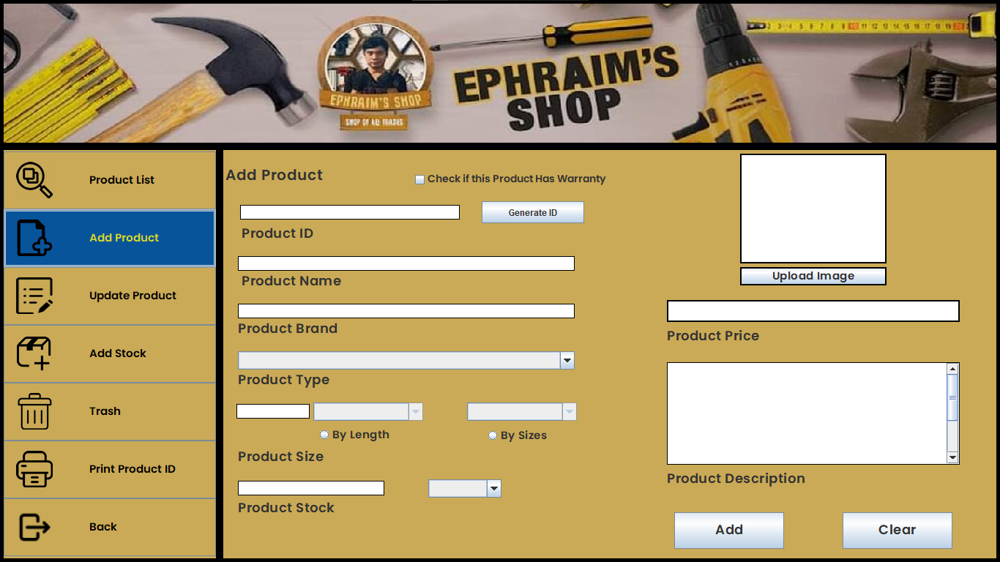 EPHRAIM'S SHOP
SHOP OF ALL TRADES
EPHRAIM'S
SHOP
Product List
Add Product
Update Product
Add Stock
Trash
Print Product ID
Back
Add Product
Check if this Product Has Warranty
Generate ID
Product ID
Product Name
Product Brand
Product Type
By Length
By Sizes
Product Size
Product Stock
Upload Image
Product Price
Product Description
Add
Clear